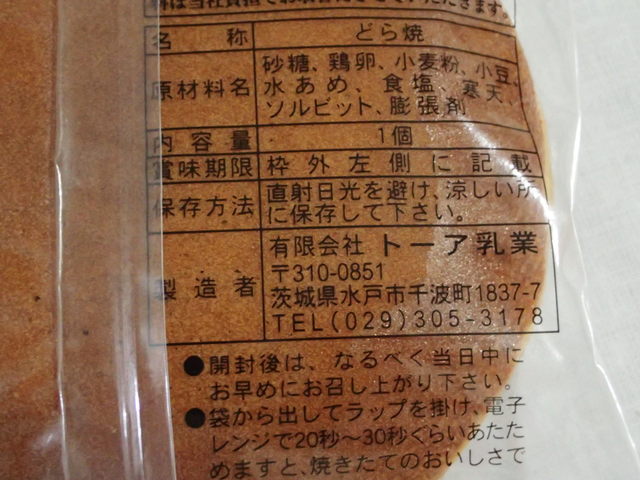 名称 どら焼
原材料名 砂糖、鶏卵、小麦粉、小豆、
水あめ、食塩、寒天、
ソルビット、膨張剤
内容量 1個
賞味期限 枠外左側に記載
保存方法 直射日光を避け、涼しい所
に保存して下さい。
製造者 有限会社 トーア乳業
〒310-0851
茨城県水戸市千波町1837-7
TEL(029)305-3178
●開封後は、なるべく当日中に
お早めにお召し上がり下さい。
●袋から出してラップを掛け、電子
レンジで20秒～30秒ぐらいあたた
めますと、焼きたてのおいしさで